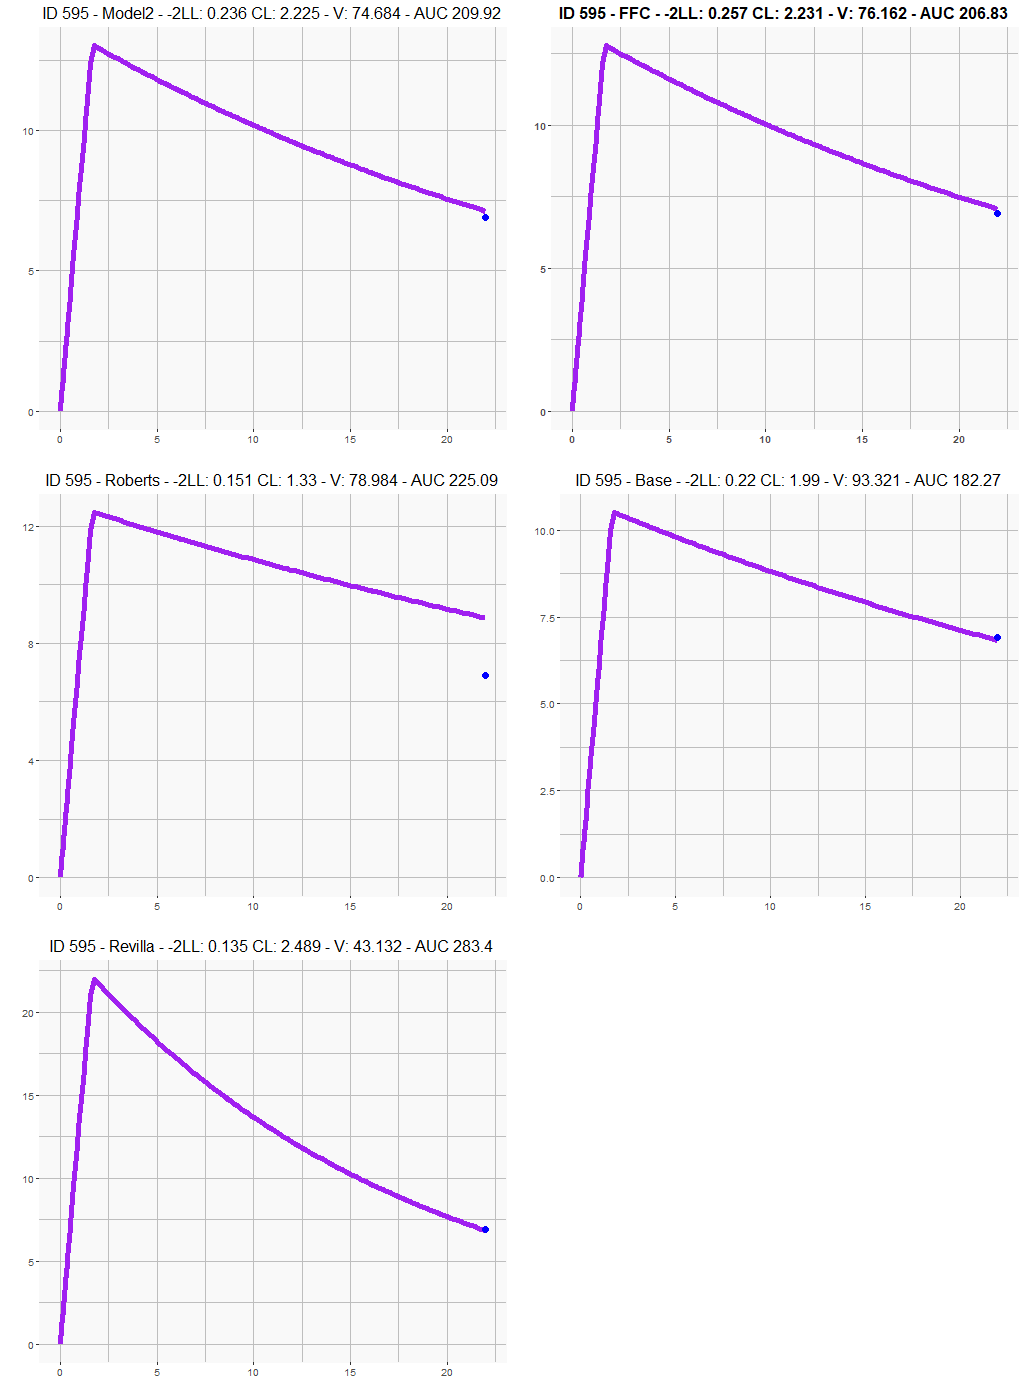 ID 595 - Model2 - -2LL: 0.236 CL: 2.225 - V: 74.684 - AUC 209.92
10
5
0
0 5 10 15 20
ID 595 - FFC - -2LL: 0.257 CL: 2.231 - V: 76.162 - AUC 206.83
10
5
0
0 5 10 15 20
ID 595 - Roberts - -2LL: 0.151 CL: 1.33 - V: 78.984 - AUC 225.09
12
8
4
0
0 5 10 15 20
ID 595 - Base - -2LL: 0.22 CL: 1.99 - V: 93.321 - AUC 182.27
10.0
7.5
5.0
2.5
0.0
0 5 10 15 20
ID 595 - Revilla - -2LL: 0.135 CL: 2.489 - V: 43.132 - AUC 283.4
20
15
10
5
0
0 5 10 15 20